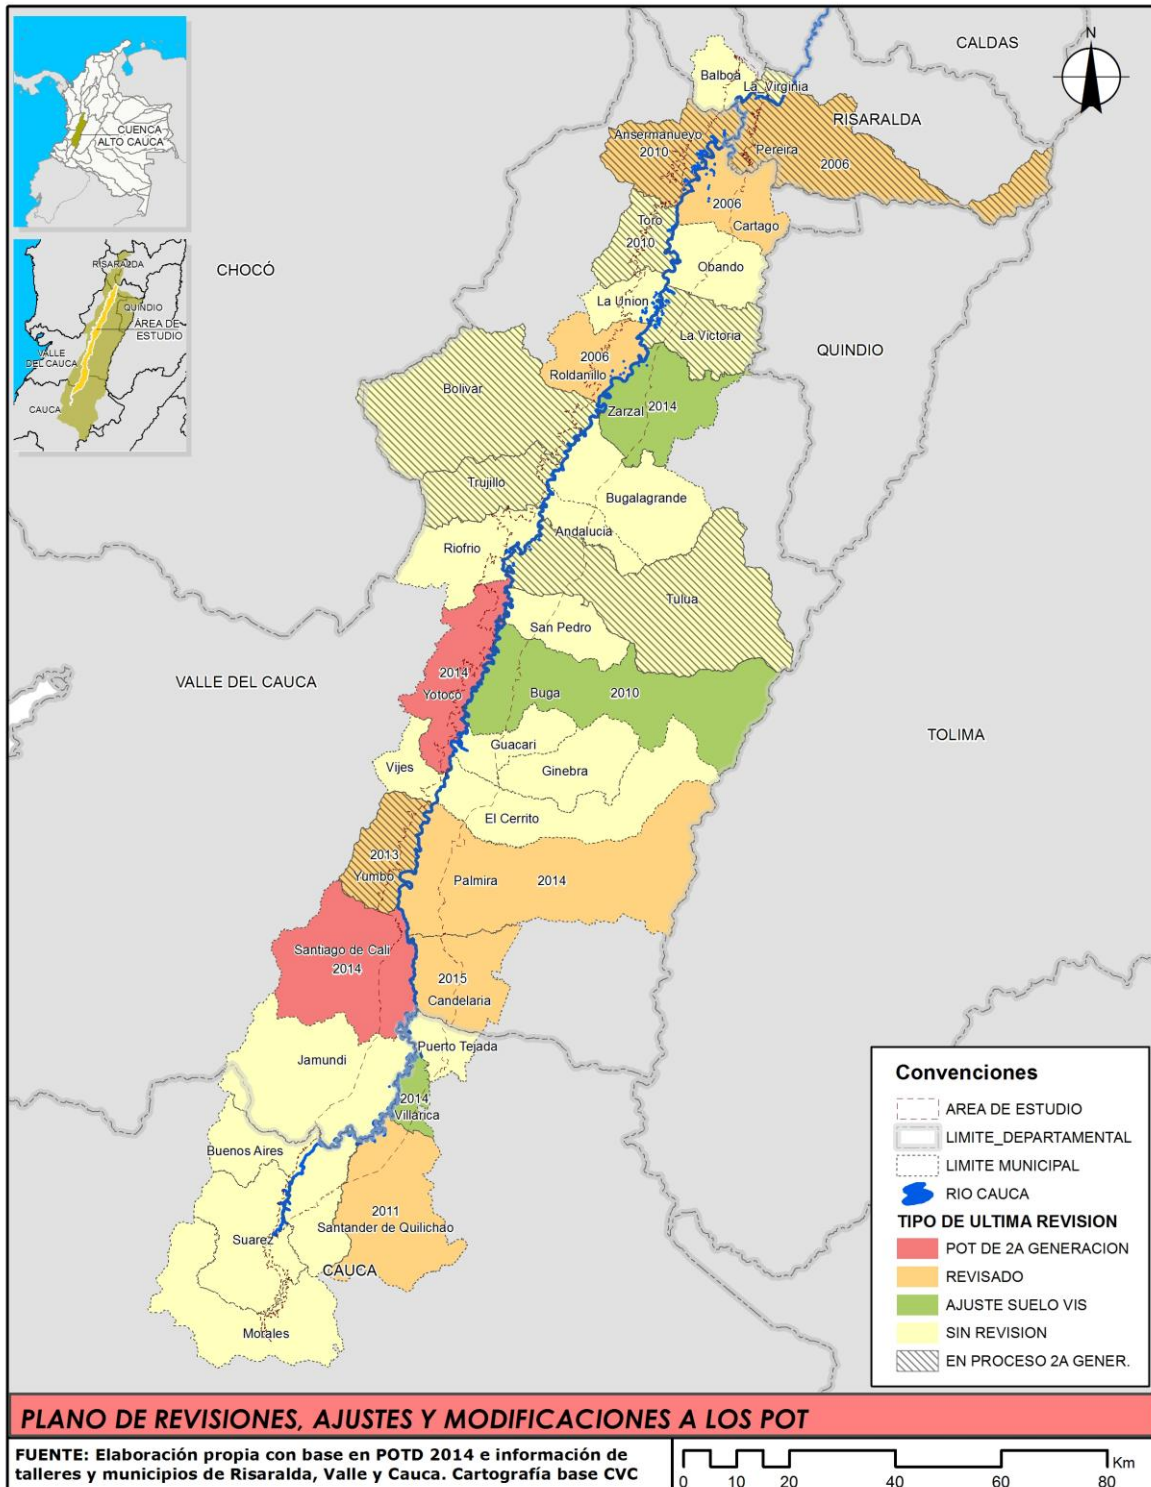 CUENCA
ALTO CAUCA
RISARALDA
QUINDIO
ÁREA DE
ESTUDIO
VALLE
DEL CAUCA
CAUCA
N
CALDAS
Balboa
La_Virginia
RISARALDA
Ansermanuevo
2010
Pereira
2006
2006
Cartago
Toro
2010
CHOCÓ
Obando
La Union
La Victoria
QUINDIO
2006
Roldanillo
Bolivar
Zarzal
2014
Trujillo
Bugalagrande
Andalucia
Riofrio
Tulua
San Pedro
VALLE DEL CAUCA
2014
Yotoco
Buga
2010
TOLIMA
Guacari
Vijes
Ginebra
El Cerrito
2013
Yumbo
Palmira
2014
Santiago de Cali
2014
2015
Candelaria
Puerto Tejada
Jamundi
2014
Villarica
Buenos Aires
2011
Santander de Quilichao
Suarez
CAUCA
Morales
Convenciones
AREA DE ESTUDIO
LIMITE_DEPARTAMENTAL
LIMITE MUNICIPAL
RIO CAUCA
TIPO DE ULTIMA REVISION
POT DE 2A GENERACION
REVISADO
AJUSTE SUELO VIS
SIN REVISION
EN PROCESO 2A GENER.
PLANO DE REVISIONES, AJUSTES Y MODIFICACIONES A LOS POT
FUENTE: Elaboración propia con base en POTD 2014 e información de
talleres y municipios de Risaralda, Valle y Cauca. Cartografía base CVC
Km
0 10 20 40 60 80